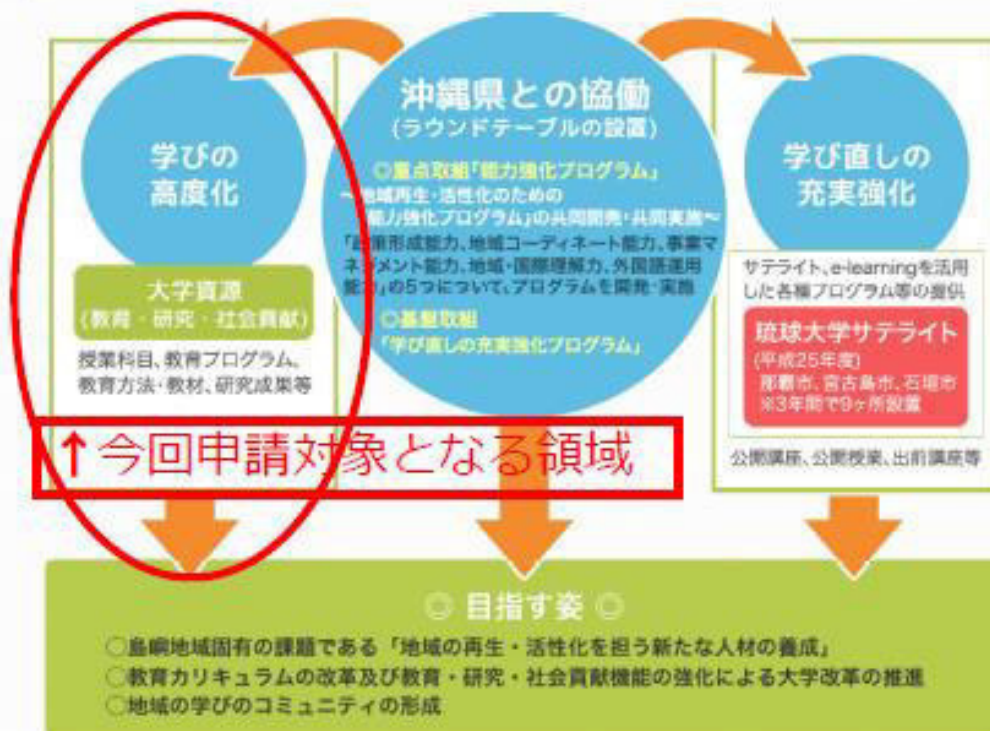 学びの
高度化
大学資源
(教育・研究・社会貢献)
授業科目、教育プログラム、
教育方法・教材、研究成果等
沖縄県との協働
(ラウンドテーブルの設置)
◎重点取組「能力強化プログラム」
~地域再生・活性化のための
「能力強化プログラム」の共同開発・共同実施~
「政策形成能力、地域コーディネート能力、事業マ
ネジメント能力、地域・国際理解力、外国語運用
能力」の5つについて、プログラムを開発・実施
◎基盤取組
「学び直しの充実強化プログラム」
学び直しの
充実強化
サテライト、e-learningを活用
した各種プログラム等の提供
琉球大学サテライト
(平成25年度)
那覇市、宮古島市、石垣市
※3年間で9ヶ所設置
公開講座、公開授業、出前講座等
↑今回申請対象となる領域
◎ 目指す姿 ◎
○島嶼地域固有の課題である「地域の再生・活性化を担う新たな人材の養成」
○教育カリキュラムの改革及び教育・研究・社会貢献機能の強化による大学改革の推進
○地域の学びのコミュニティの形成